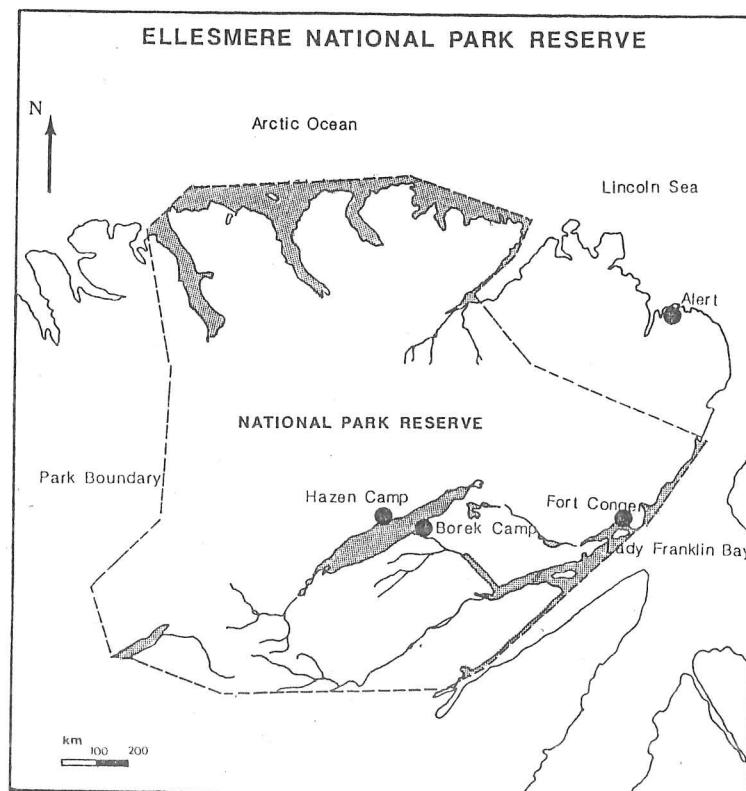 ELLESMERE NATIONAL PARK RESERVE
N
Arctic Ocean
Lincoln Sea
Alert
NATIONAL PARK RESERVE
Park Boundary
Hazen Camp
Fort Conger
Borek Camp
Lady Franklin Bay
km
100 200